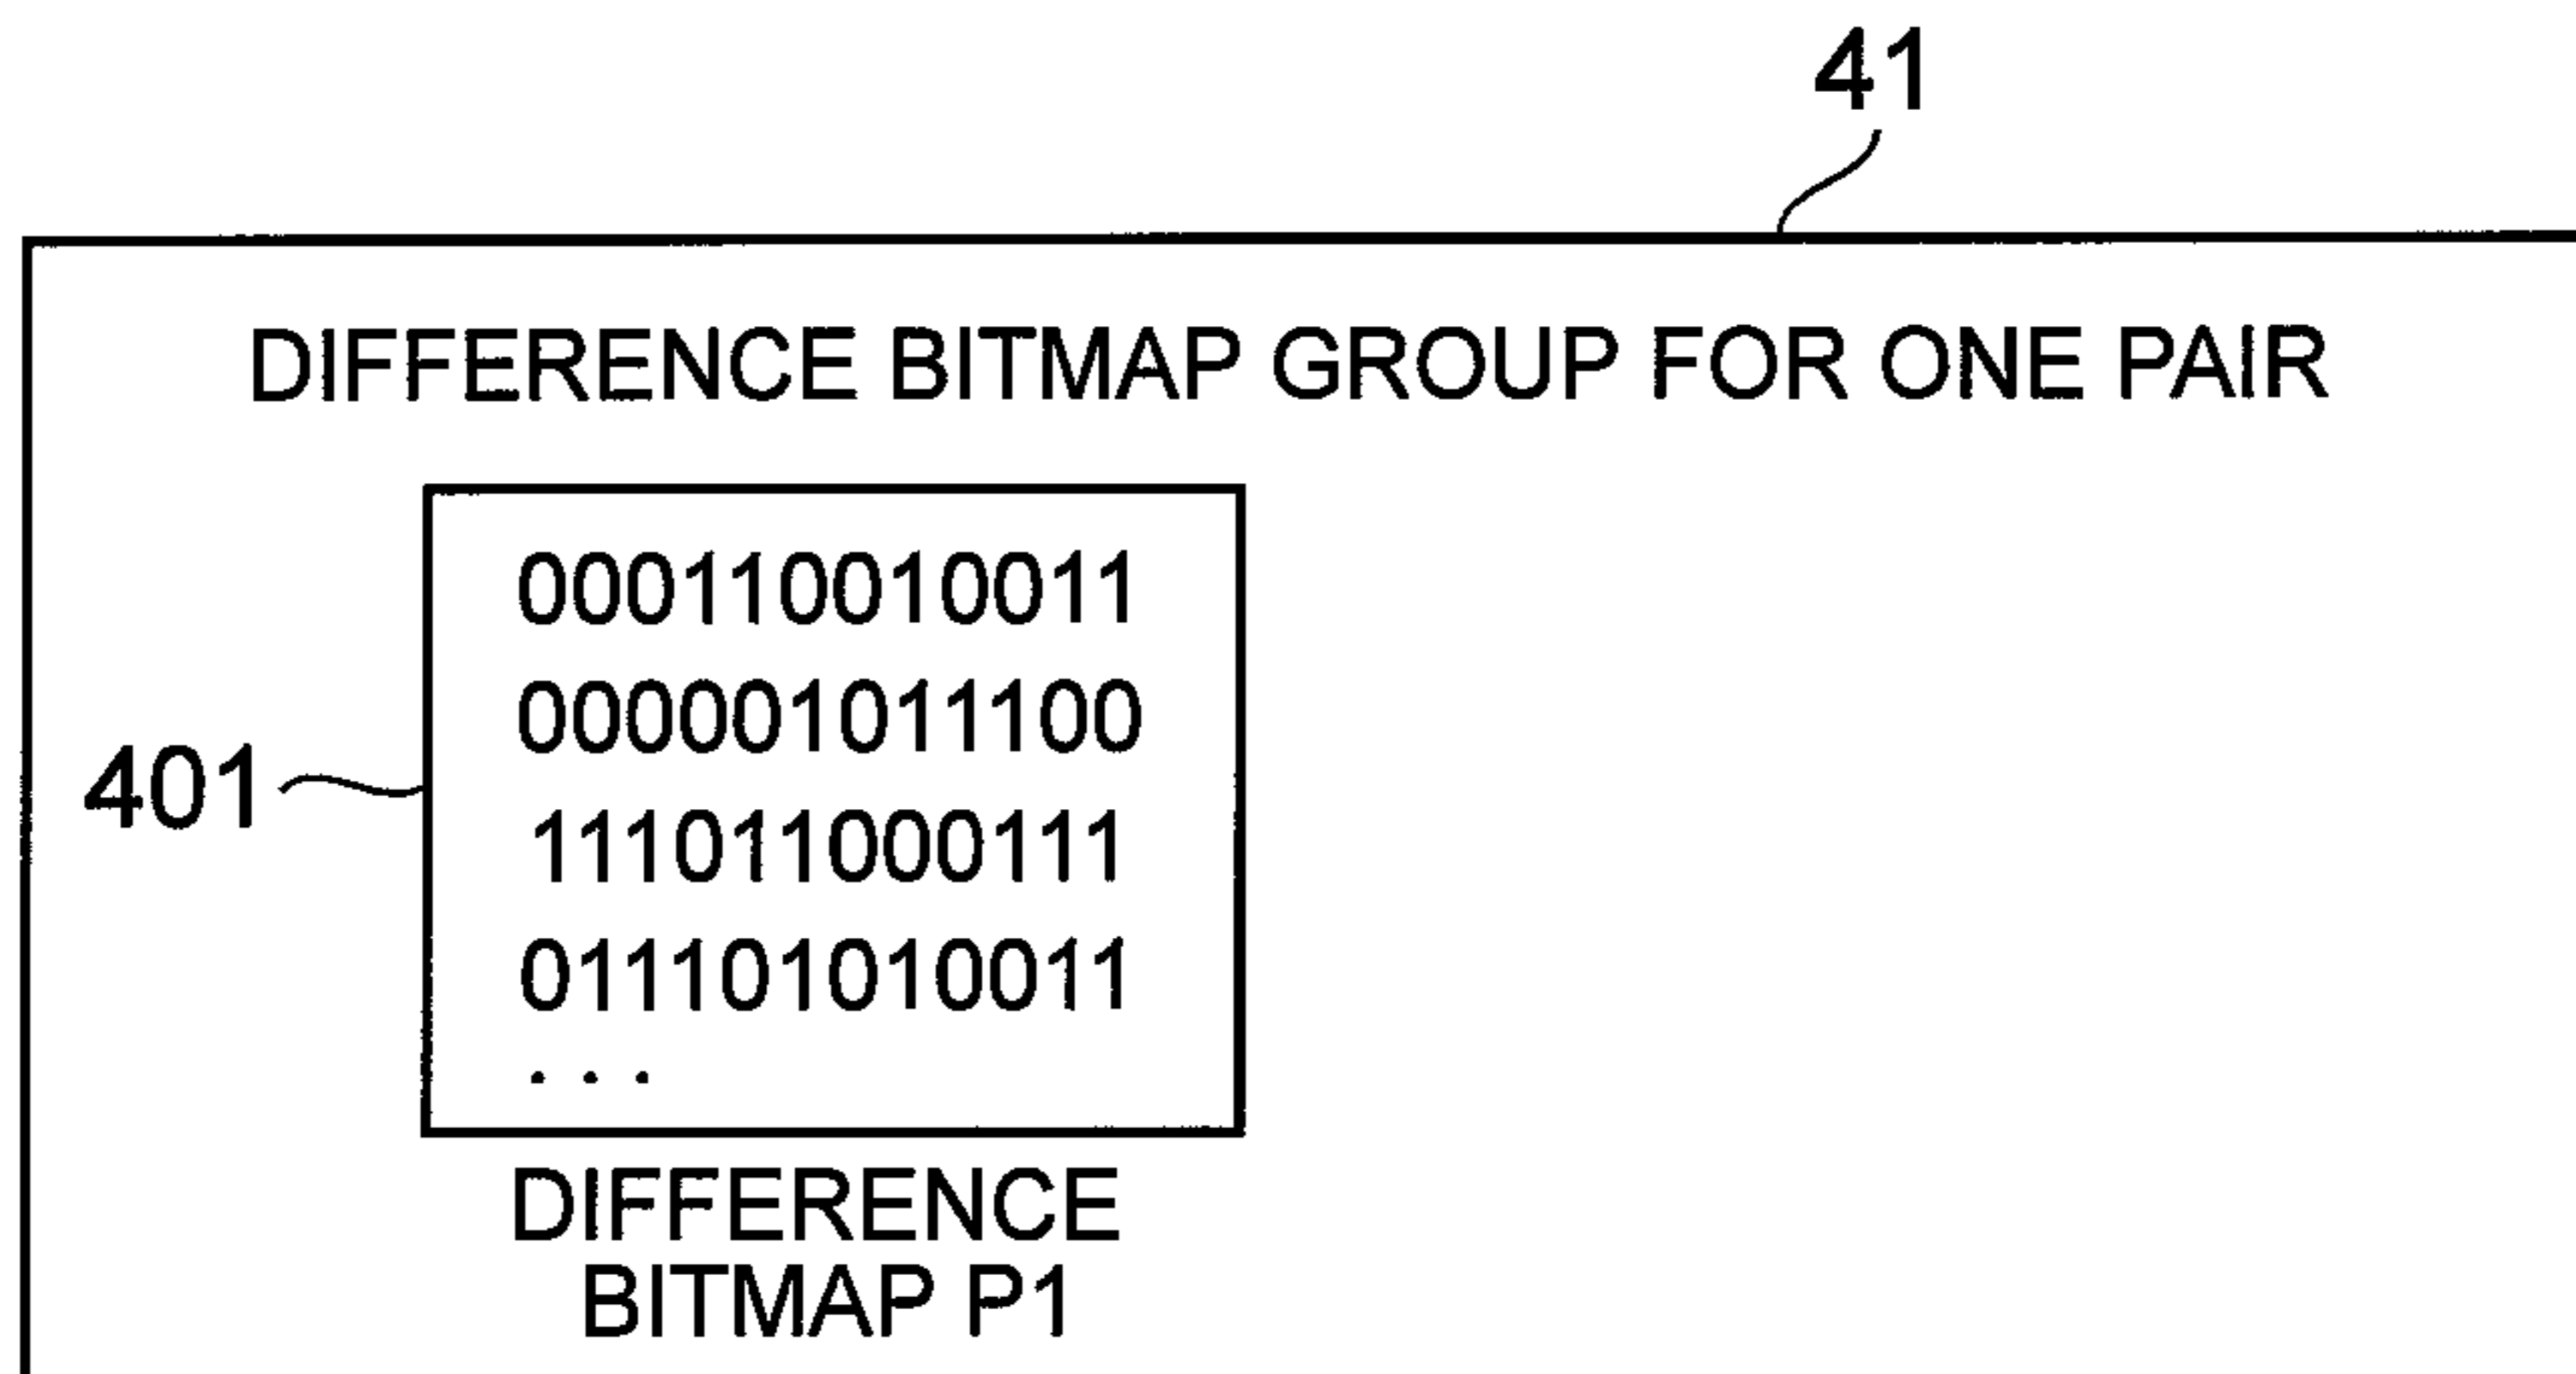 41
DIFFERENCE BITMAP GROUP FOR ONE PAIR
000110010011
000001011100
401
111011000111
011101010011
...
DIFFERENCE
BITMAP P1